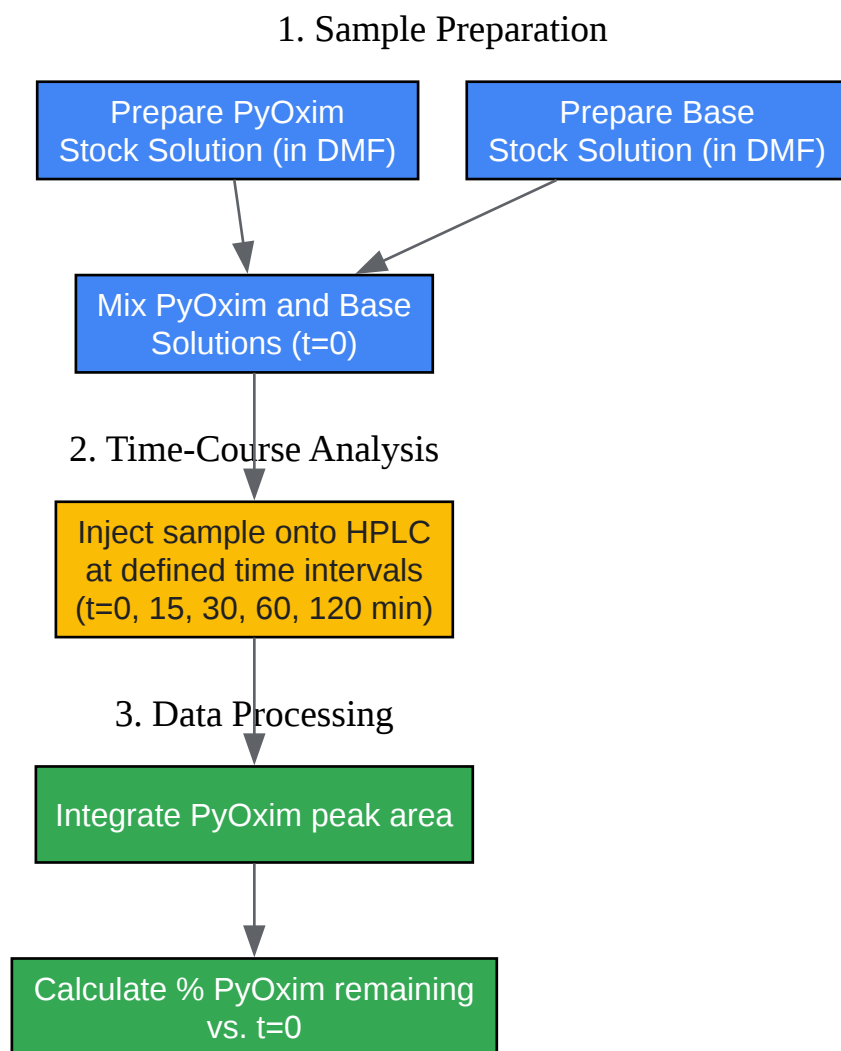 1. Sample Preparation
Prepare PyOxim
Stock Solution (in DMF)
Prepare Base
Stock Solution (in DMF)
Mix PyOxim and Base
Solutions (t=0)
2. Time-Course Analysis
Inject sample onto HPLC
at defined time intervals
(t=0, 15, 30, 60, 120 min)
3. Data Processing
Integrate PyOxim peak area
Calculate % PyOxim remaining
vs. t=0